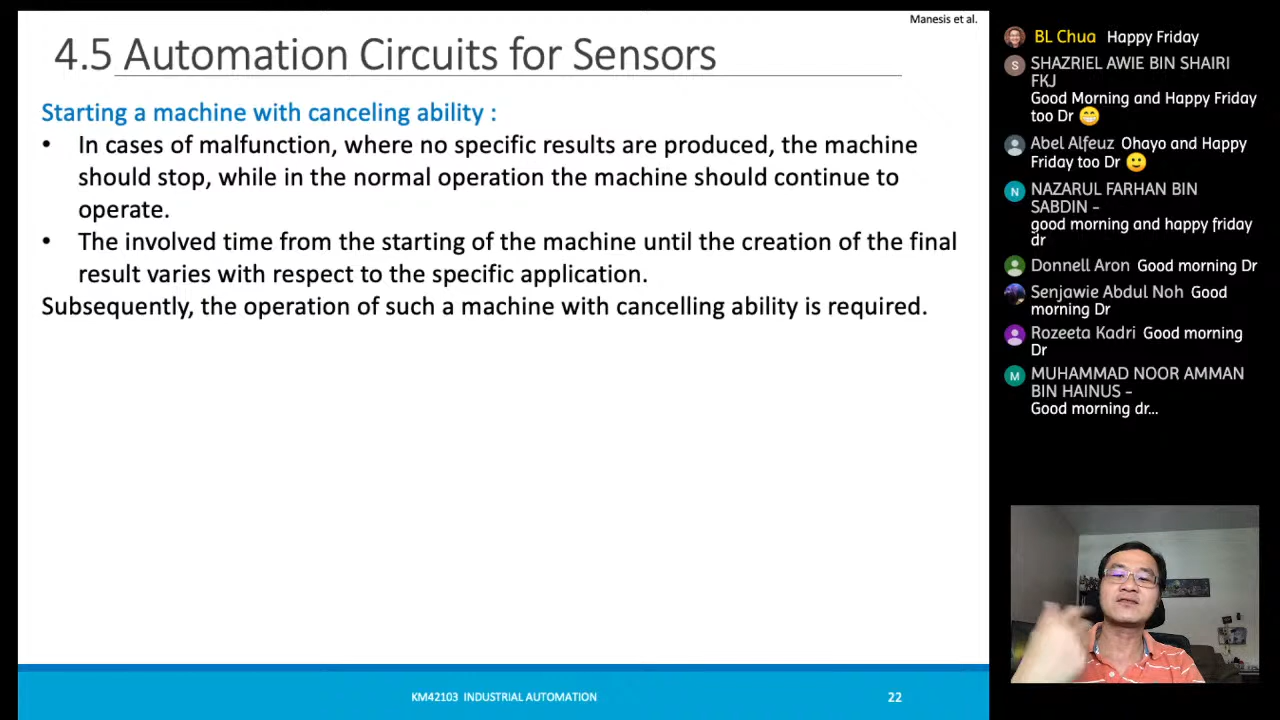 Manesis et al.
4.5 Automation Circuits for Sensors
Starting a machine with canceling ability :
• In cases of malfunction, where no specific results are produced, the machine
should stop, while in the normal operation the machine should continue to
operate.
• The involved time from the starting of the machine until the creation of the final
result varies with respect to the specific application.
Subsequently, the operation of such a machine with cancelling ability is required.
KM42103 INDUSTRIAL AUTOMATION
22
BL Chua Happy Friday
S
SHAZRIEL AWIE BIN SHAIRI
FKJ
Good Morning and Happy Friday
too Dr 😁
Abel Alfeuz Ohayo and Happy
Friday too Dr 🙂
N
NAZARUL FARHAN BIN
SABDIN -
good morning and happy friday
dr
Donnell Aron Good morning Dr
Senjawie Abdul Noh Good
morning Dr
Rozeeta Kadri Good morning
Dr
M
MUHAMMAD NOOR AMMAN
BIN HAINUS -
Good morning dr...